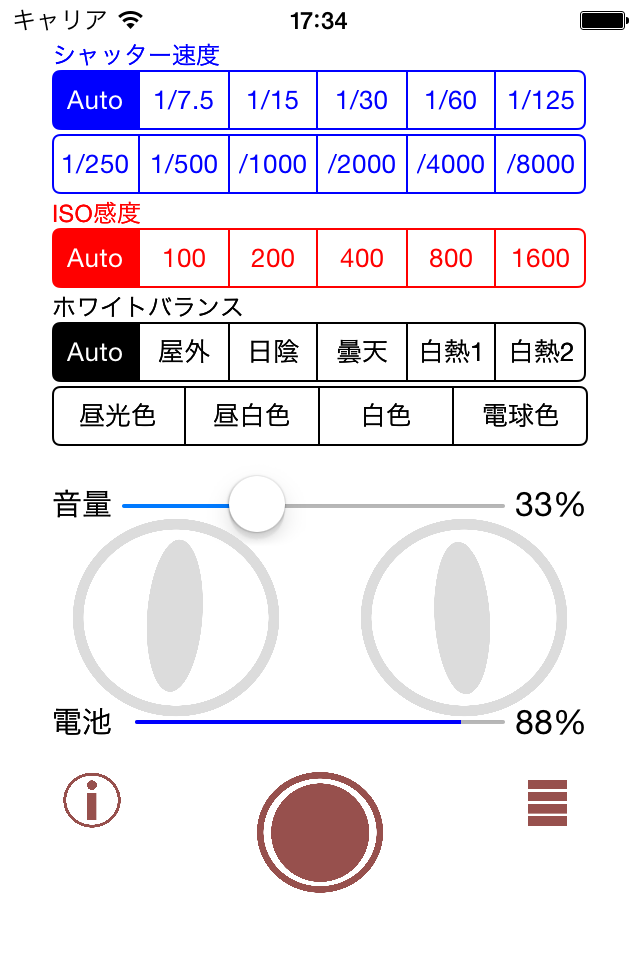 キャリア 17:34
シャッター速度
Auto 1/7.5 1/15 1/30 1/60 1/125
1/250 1/500 /1000 /2000 /4000 /8000
ISO感度
Auto 100 200 400 800 1600
ホワイトバランス
Auto 屋外 日陰 曇天 白熱1 白熱2
昼光色 昼白色 白色 電球色
音量 33%
電池 88%